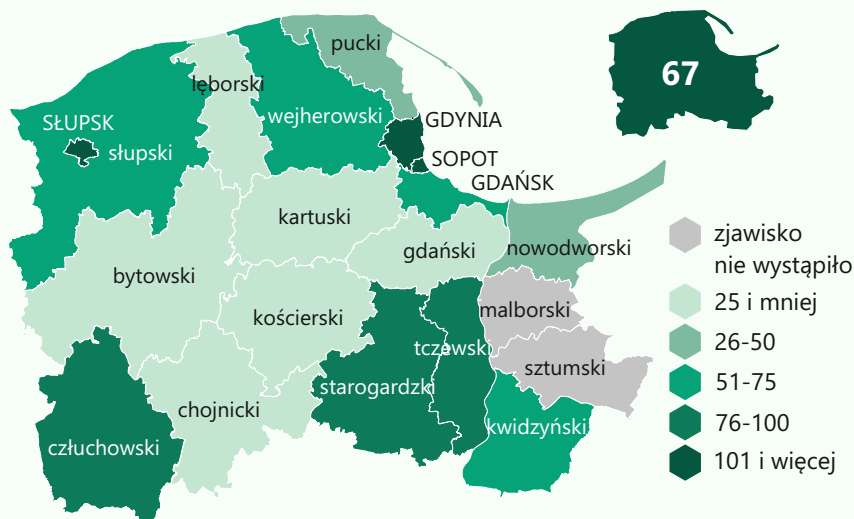 pucki
lęborski
67
wejherowski
SŁUPSK
GDYNIA
słupski
SOPOT
GDAŃSK
kartuski
gdański
nowodworski
bytowski
malborski
kościerski
tczewski
sztumski
starogardzki
chojnicki
kwidzyński
człuchowski
zjawisko
nie wystąpiło
25 i mniej
26-50
51-75
76-100
101 i więcej